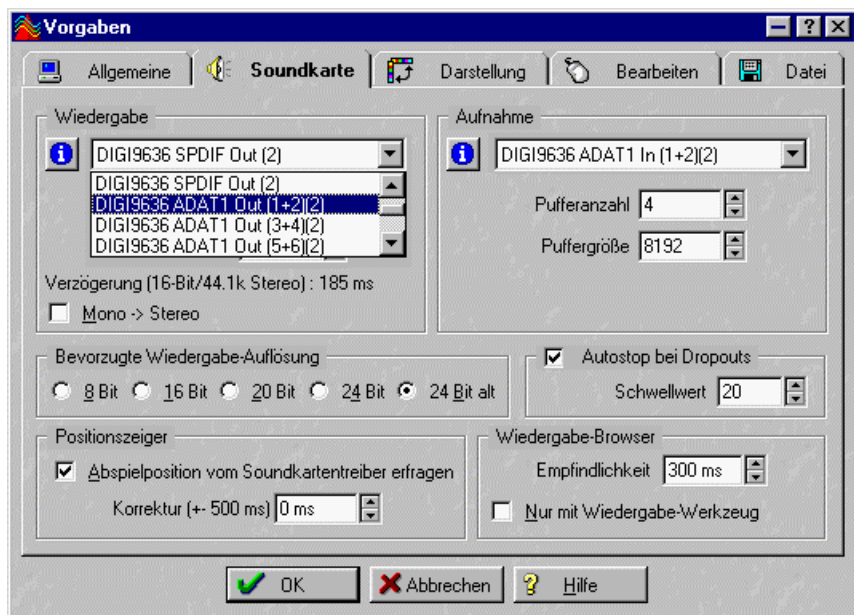 Vorgaben
Allgemeine
Soundkarte
Darstellung
Bearbeiten
Datei
Wiedergabe
DIGI9636 SPDIF Out (2)
DIGI9636 SPDIF Out (2)
DIGI9636 ADAT1 Out (1+2)(2)
DIGI9636 ADAT1 Out (3+4)(2)
DIGI9636 ADAT1 Out (5+6)(2)
Verzögerung (16-Bit/44.1k Stereo) : 185 ms
Mono -> Stereo
Aufnahme
DIGI9636 ADAT1 In (1+2)(2)
Pufferanzahl 4
Puffergröße 8192
Bevorzugte Wiedergabe-Auflösung
8 Bit 16 Bit 20 Bit 24 Bit 24 Bit alt
Autostop bei Dropouts
Schwellwert 20
Positionszeiger
Abspielposition vom Soundkartentreiber erfragen
Korrektur (+- 500 ms) 0 ms
Wiedergabe-Browser
Empfindlichkeit 300 ms
Nur mit Wiedergabe-Werkzeug
OK
Abbrechen
Hilfe